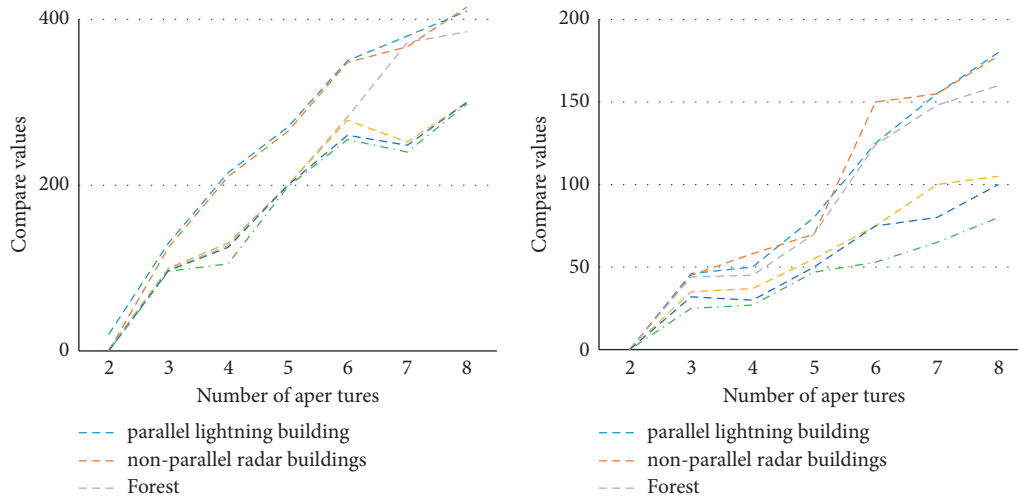 400
200
0
Compare values
2 3 4 5 6 7 8
Number of aper tures
parallel lightning building
non-parallel radar buildings
Forest
200
150
100
50
0
Compare values
2 3 4 5 6 7 8
Number of aper tures
parallel lightning building
non-parallel radar buildings
Forest